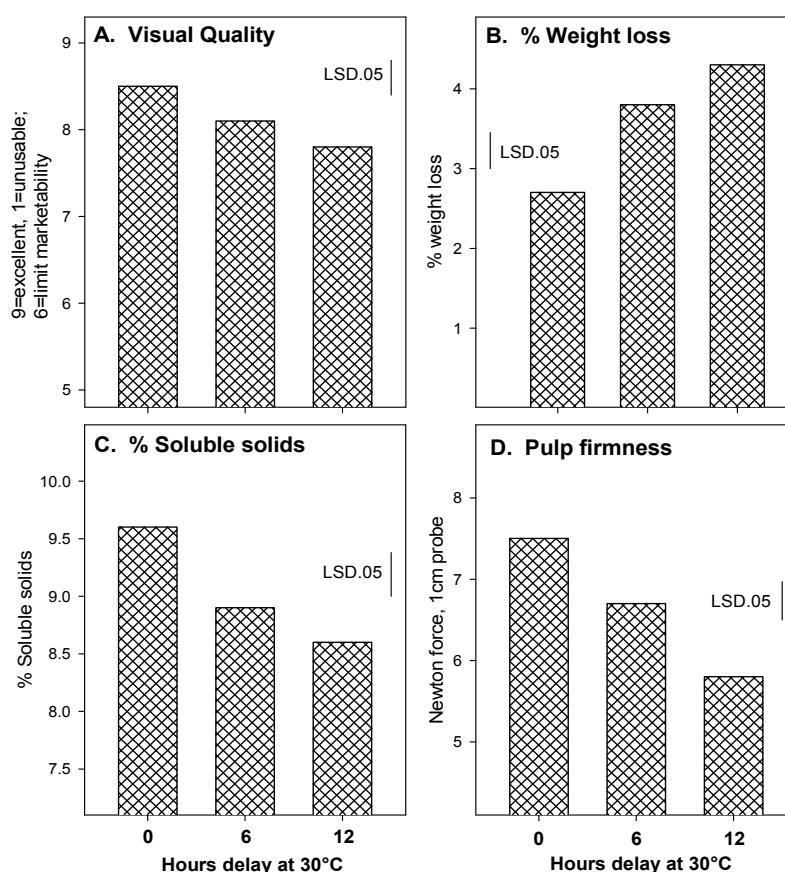 A. Visual Quality
LSD.05
9=excellent, 1=unusable;
6=limit marketability
9
8
7
6
5
B. % Weight loss
LSD.05
% weight loss
4
3
2
1
C. % Soluble solids
LSD.05
% Soluble solids
10.0
9.5
9.0
8.5
8.0
7.5
0 6 12
Hours delay at 30°C
D. Pulp firmness
LSD.05
Newton force, 1cm probe
8
7
6
5
0 6 12
Hours delay at 30°C